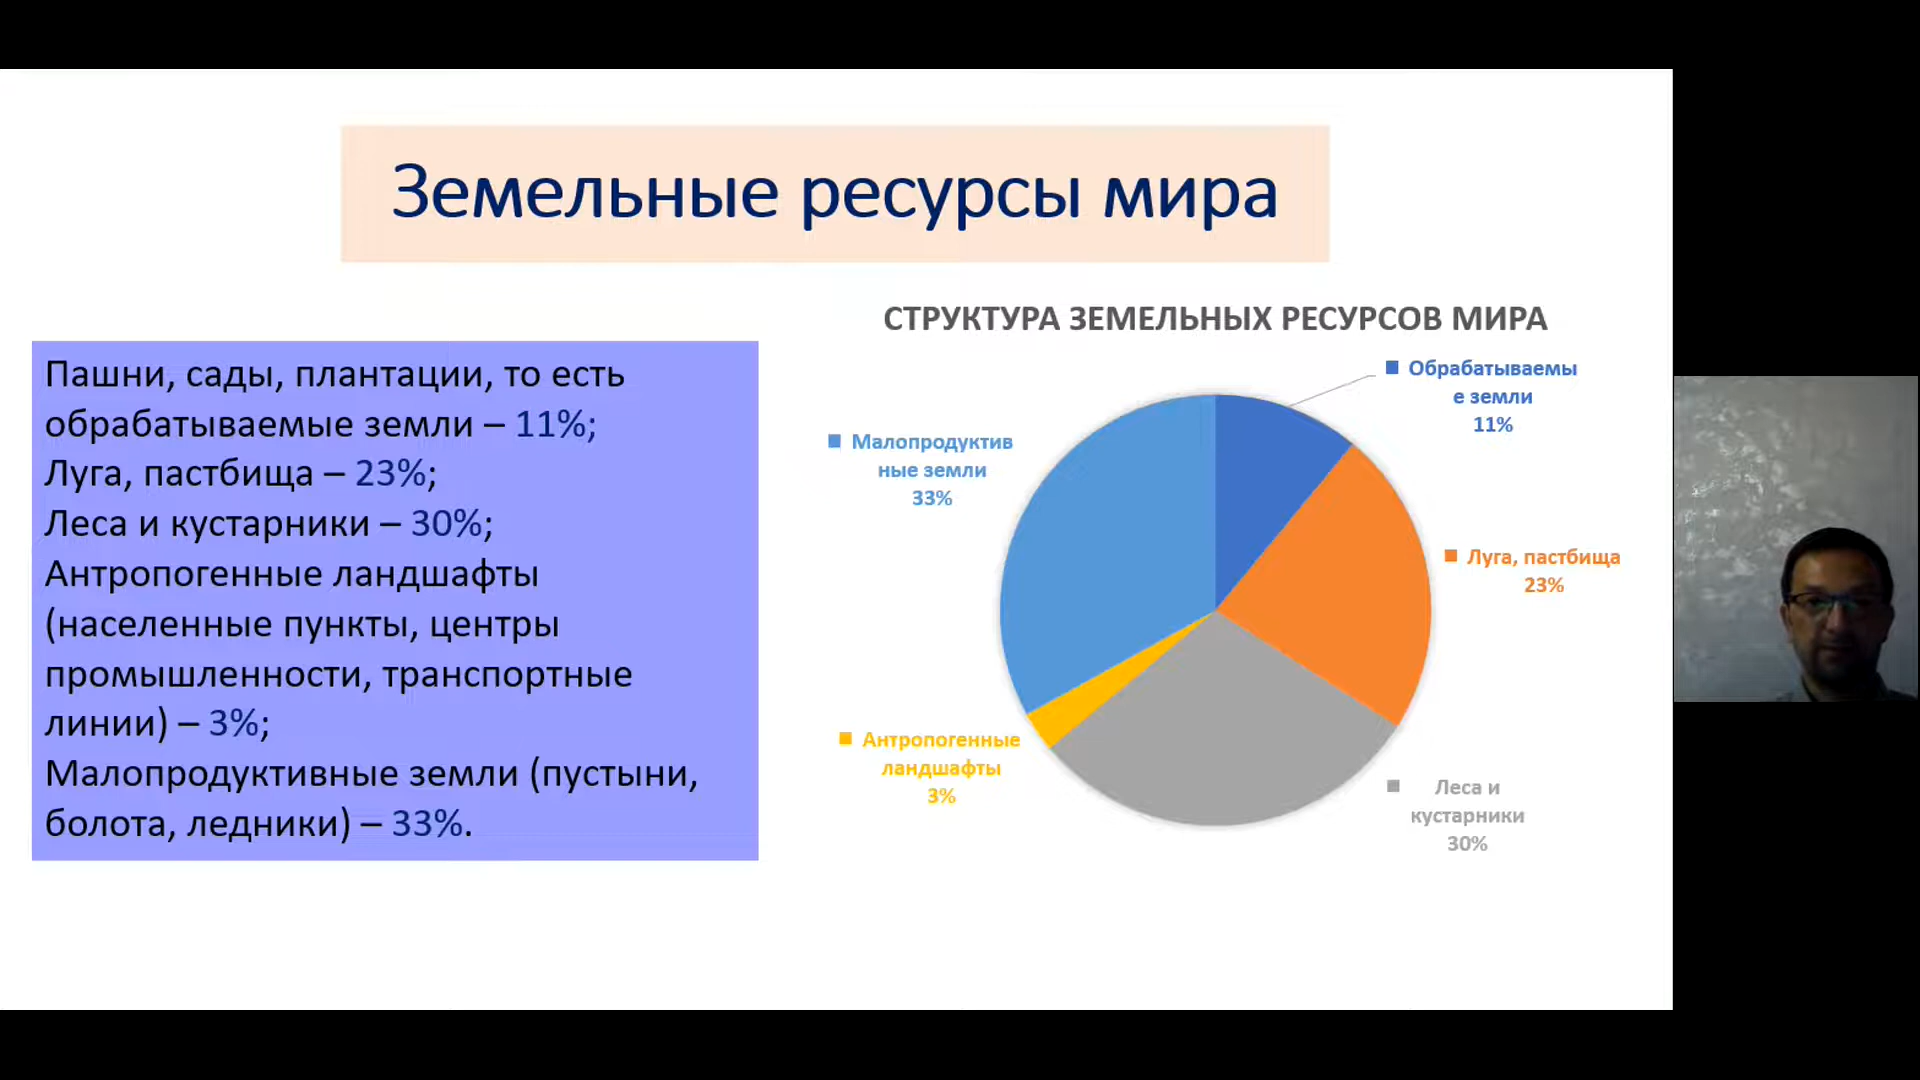 Земельные ресурсы мира
Пашни, сады, плантации, то есть
обрабатываемые земли – 11%;
Луга, пастбища – 23%;
Леса и кустарники – 30%;
Антропогенные ландшафты
(населенные пункты, центры
промышленности, транспортные
линии) – 3%;
Малопродуктивные земли (пустыни,
болота, ледники) – 33%.
СТРУКТУРА ЗЕМЕЛЬНЫХ РЕСУРСОВ МИРА
Обрабатываемы
е земли
11%
Малопродуктив
ные земли
33%
Луга, пастбища
23%
Антропогенные
ландшафты
3%
Леса и
кустарники
30%